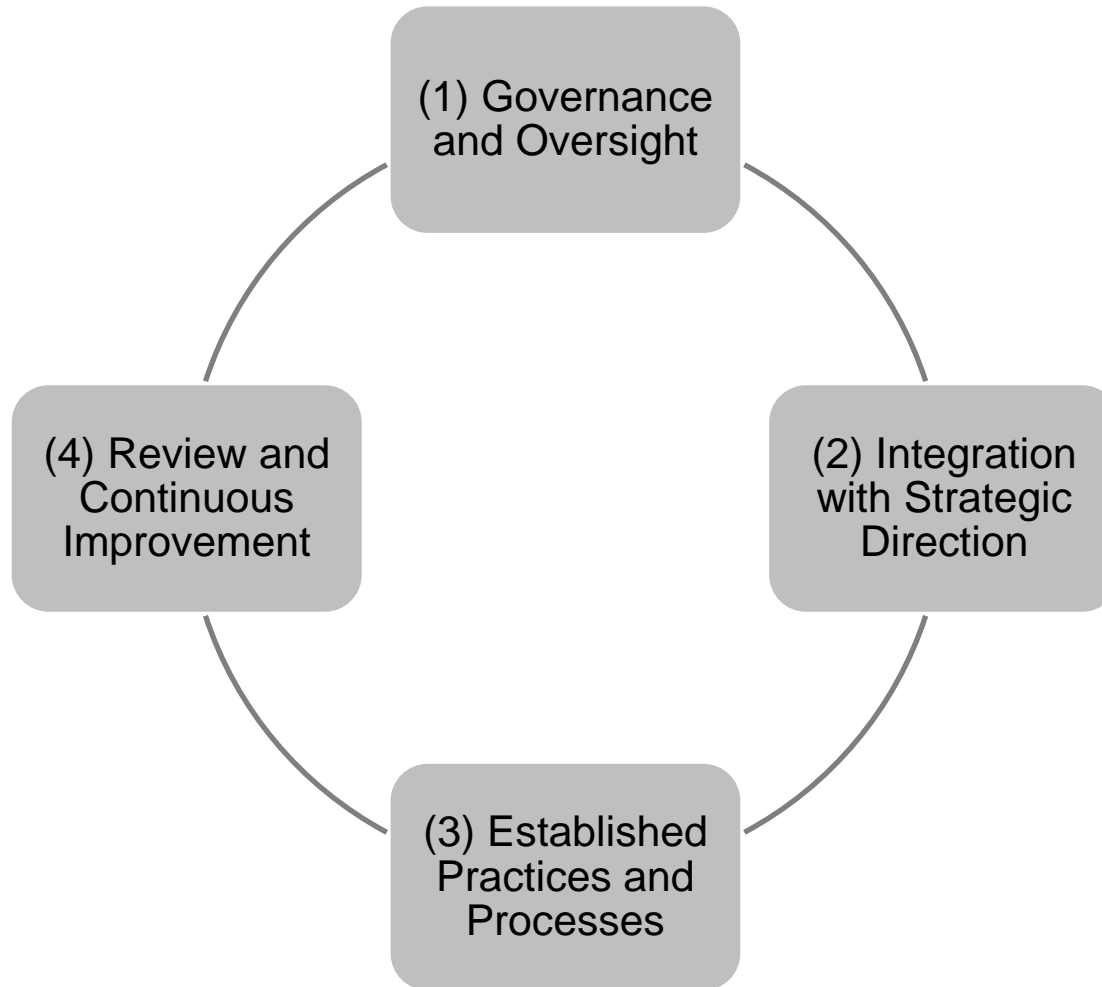 (1) Governance
and Oversight
(2) Integration
with Strategic
Direction
(3) Established
Practices and
Processes
(4) Review and
Continuous
Improvement